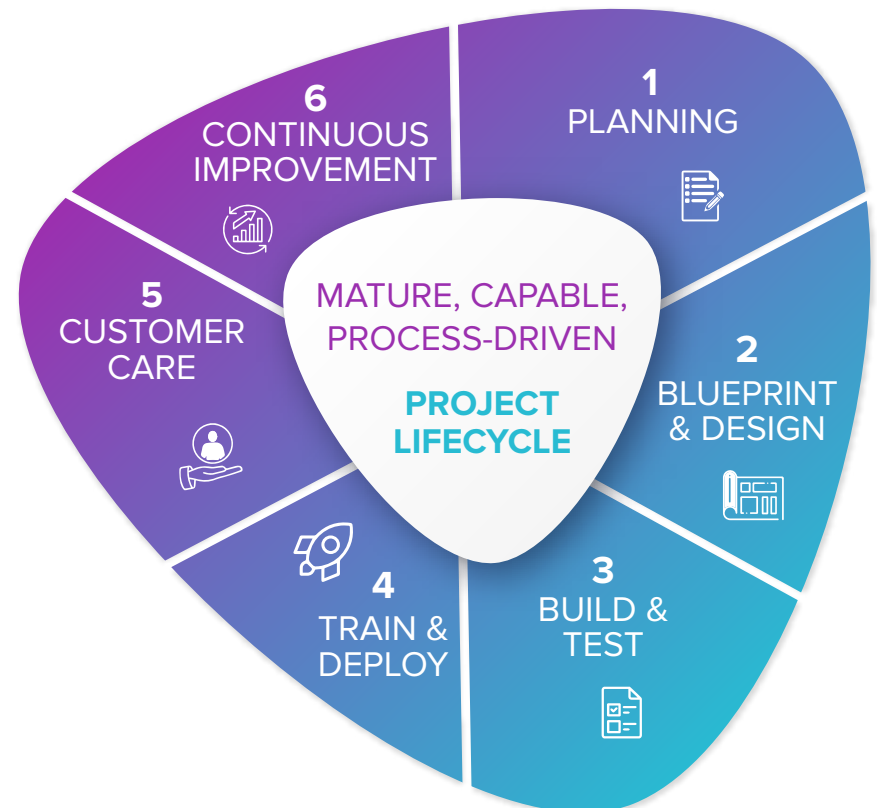 1
PLANNING
2
BLUEPRINT
& DESIGN
3
BUILD &
TEST
4
TRAIN &
DEPLOY
5
CUSTOMER
CARE
6
CONTINUOUS
IMPROVEMENT
MATURE, CAPABLE,
PROCESS-DRIVEN
PROJECT
LIFECYCLE